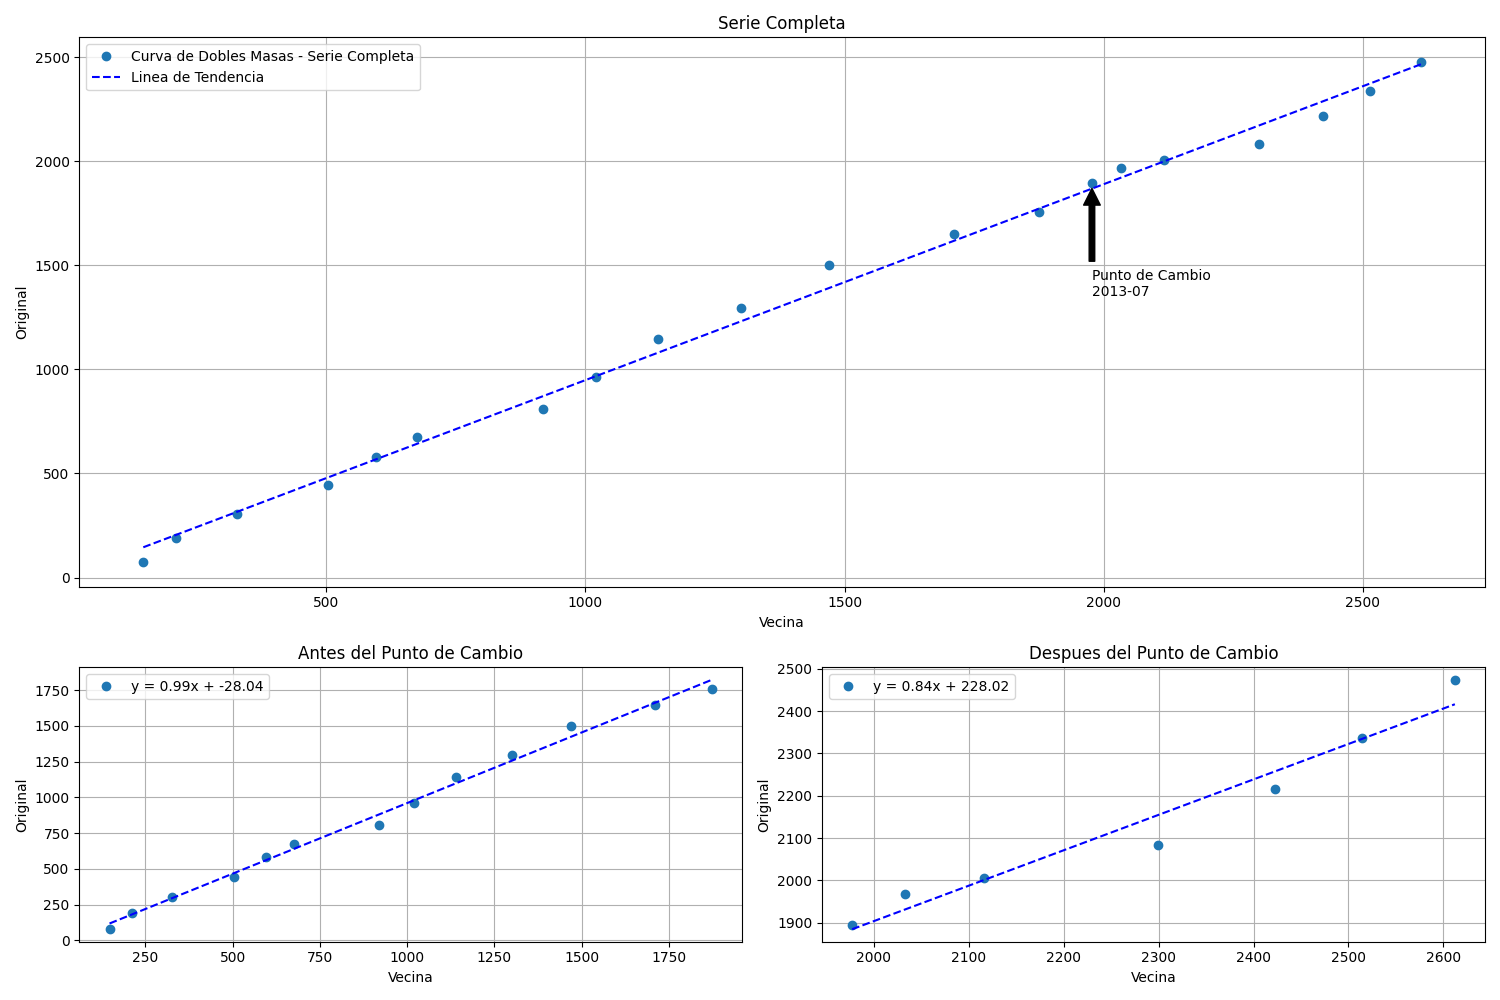 Serie Completa
Curva de Dobles Masas - Serie Completa
Linea de Tendencia
2500
2000
1500
1000
500
0
Original
Punto de Cambio
2013-07
500
1000
1500
2000
2500
Vecina
Antes del Punto de Cambio
y = 0.99x + -28.04
1750
1500
1250
1000
750
500
250
0
Original
250
500
750
1000
1250
1500
1750
Vecina
Despues del Punto de Cambio
y = 0.84x + 228.02
2500
2400
2300
2200
2100
2000
1900
Original
2000
2100
2200
2300
2400
2500
2600
Vecina